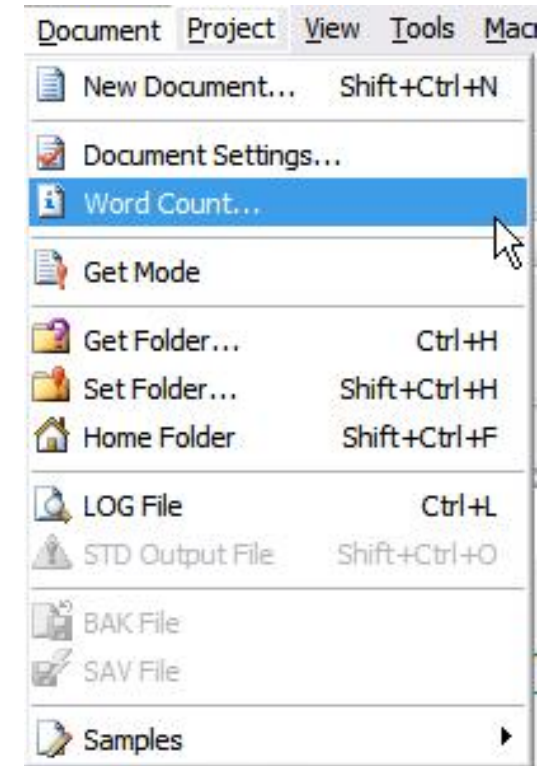 Document Project View Tools Macr
New Document... Shift+Ctrl+N
Document Settings...
Word Count...
Get Mode
Get Folder... Ctrl+H
Set Folder... Shift+Ctrl+H
Home Folder Shift+Ctrl+F
LOG File Ctrl+L
STD Output File Shift+Ctrl+O
BAK File
SAV File
Samples